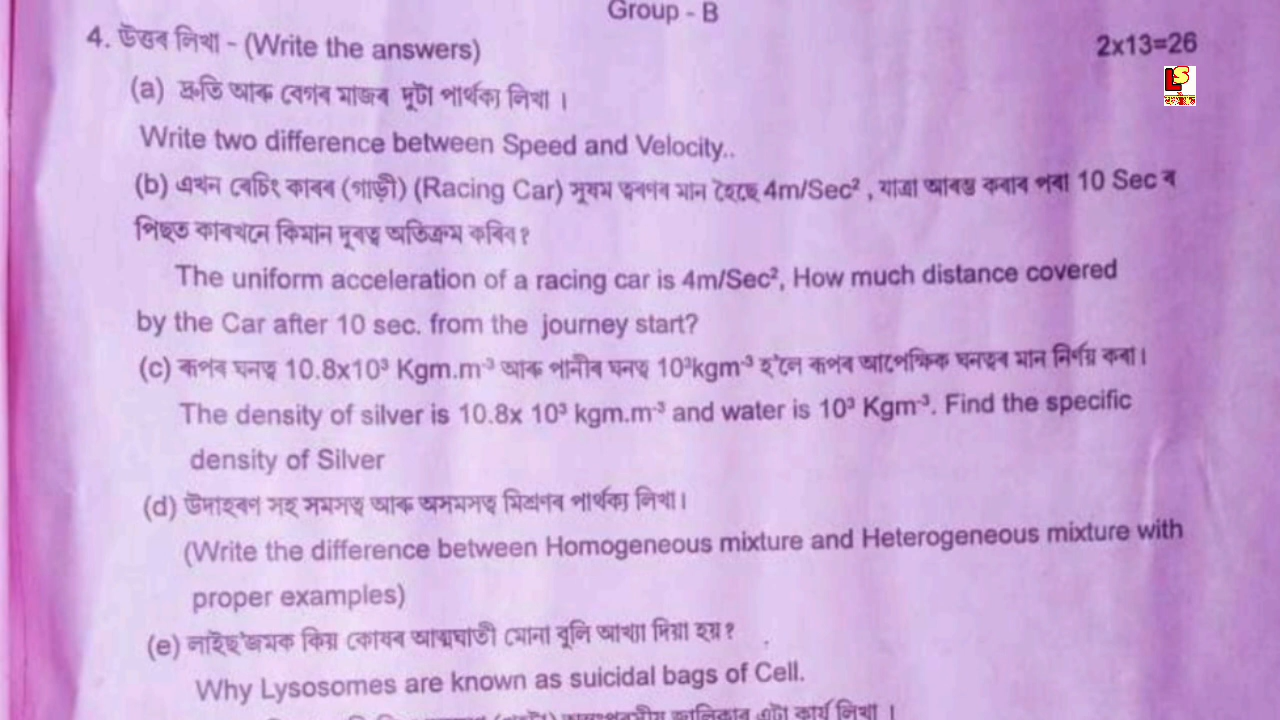 Group - B
4. উত্তৰ লিখা - (Write the answers) 2x13=26
LS
(a) দ্ৰুতি আৰু বেগৰ মাজৰ দুটা পাৰ্থক্য লিখা ।
Write two difference between Speed and Velocity..
(b) এখন ৰেচিং কাৰৰ (গাড়ী) (Racing Car) সুষম ত্বৰণৰ মান হৈছে 4m/Sec², যাত্ৰা আৰম্ভ কৰাৰ পৰা 10 Sec ৰ
পিছত কাৰখনে কিমান দূৰত্ব অতিক্ৰম কৰিব?
The uniform acceleration of a racing car is 4m/Sec², How much distance covered
by the Car after 10 sec. from the journey start?
(c) ৰূপৰ ঘনত্ব 10.8x10³ Kgm.m⁻³ আৰু পানীৰ ঘনত্ব 10³kgm⁻³ হ'লে ৰূপৰ আপেক্ষিক ঘনত্বৰ মান নিৰ্ণয় কৰা।
The density of silver is 10.8x 10³ kgm.m⁻³ and water is 10³ Kgm⁻³. Find the specific
density of Silver
(d) উদাহৰণ সহ সমসত্ব আৰু অসমসত্ব মিশ্ৰণৰ পাৰ্থক্য লিখা।
(Write the difference between Homogeneous mixture and Heterogeneous mixture with
proper examples)
(e) লাইছ'জমক কিয় কোষৰ আত্মঘাতী মোনা বুলি আখ্যা দিয়া হয়?
Why Lysosomes are known as suicidal bags of Cell.
জালিকাৰ এটা কাৰ্য লিখা ।